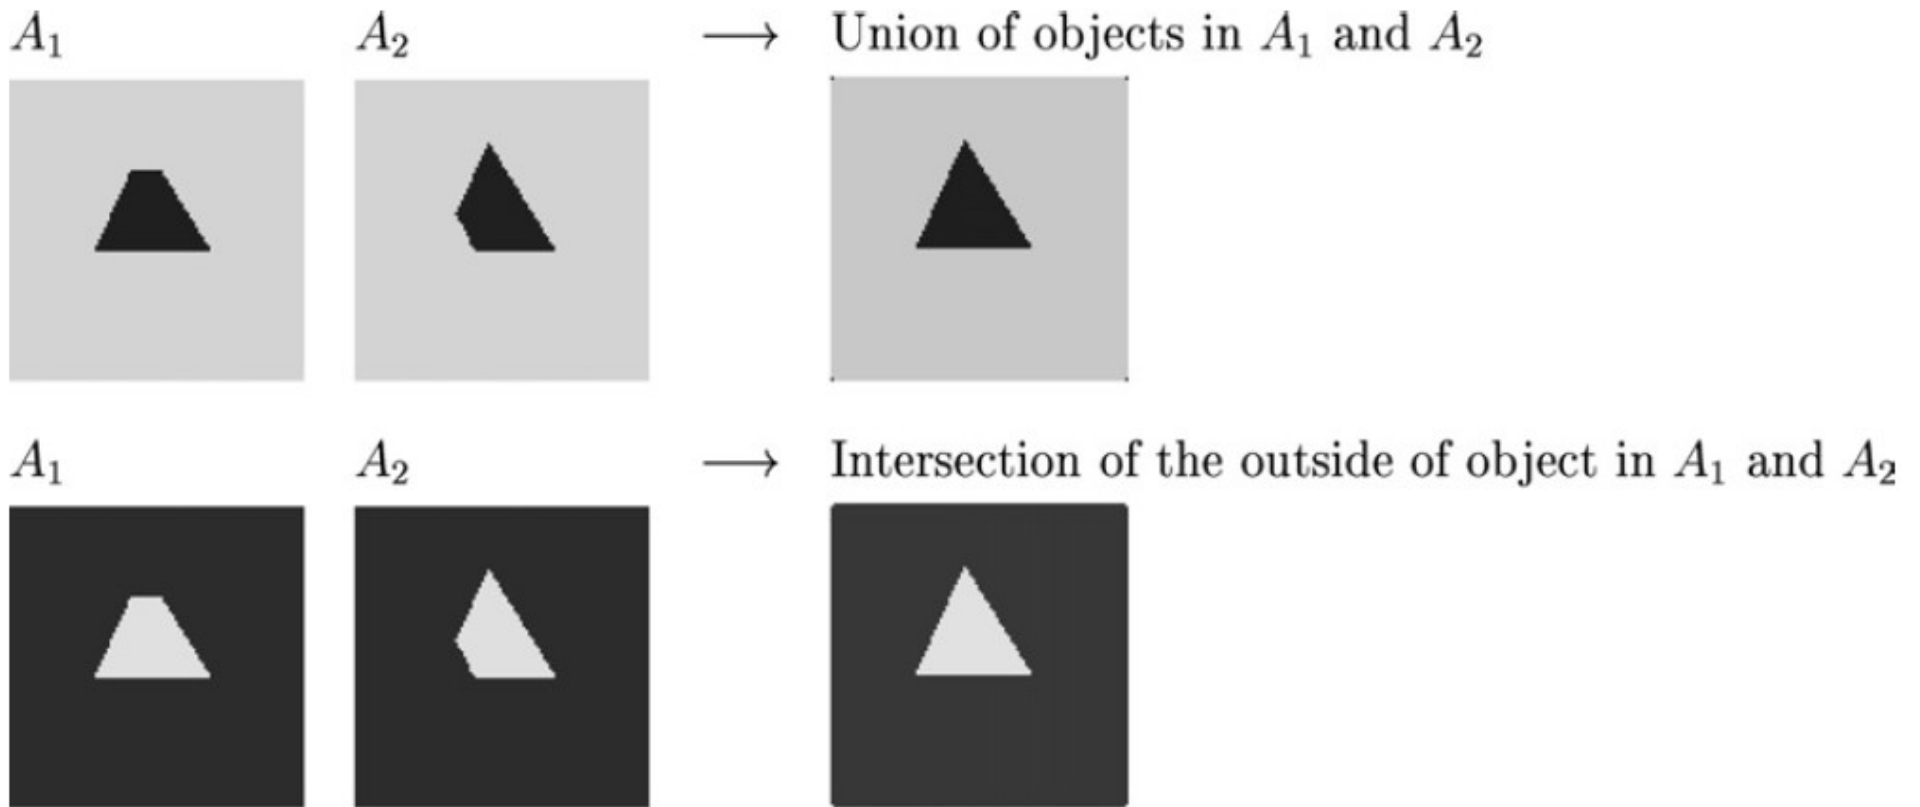 A₁ A₂ → Union of objects in A₁ and A₂
A₁ A₂ → Intersection of the outside of object in A₁ and A₂